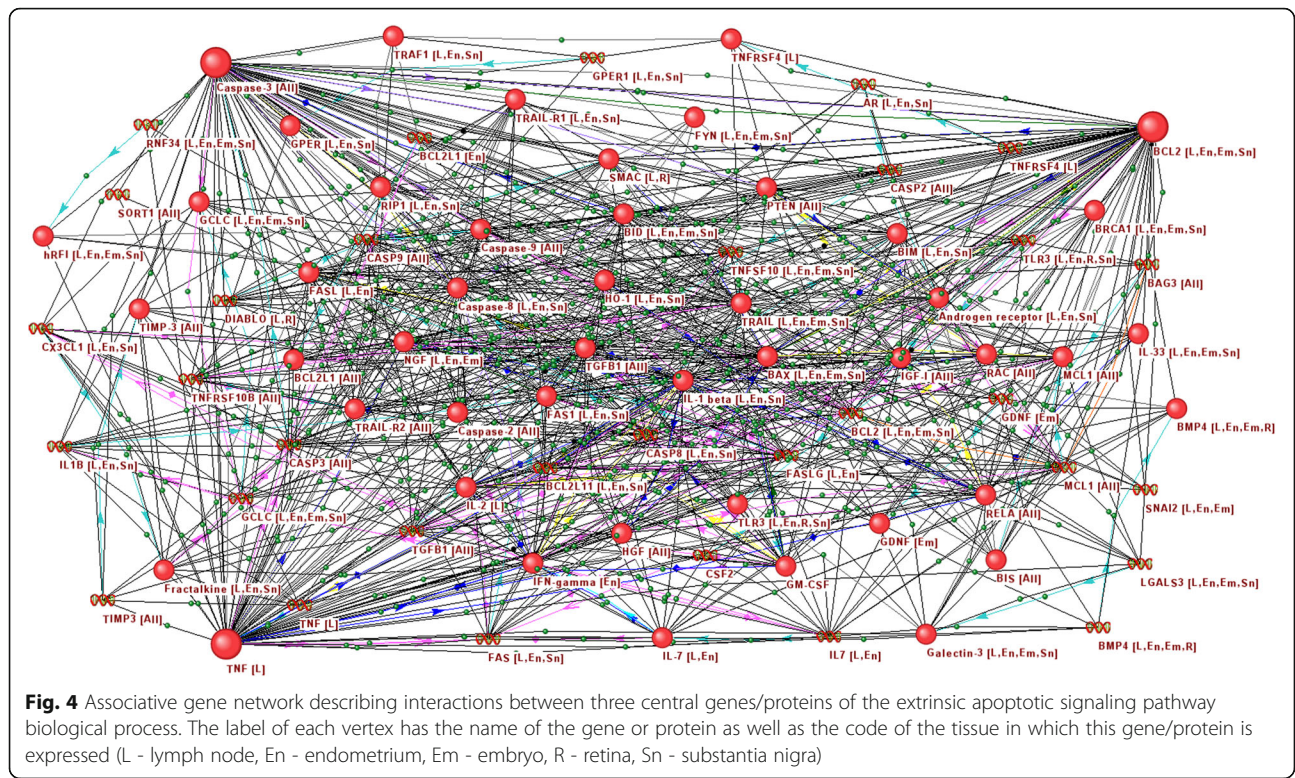 TRAF1 [L,En,Sn]
GPER1 [L,En,Sn]
TNFRSF4 [L]
Caspase-3 [All]
AR [L,En,Sn]
TRAIL-R1 [L,En,Sn]
FYN [L,En,Em,Sn]
BCL2 [L,En,Em,Sn]
RNF34 [L,En,Em,Sn]
GPER [L,En,Sn]
BCL2L1 [En]
SMAC [L,R]
CASP2 [All]
TNFRSF4 [L]
SORT1 [All]
GCLC [L,En,Em,Sn]
RIP1 [L,En,Sn]
PTEN [All]
BRCA1 [L,En,Em,Sn]
hRFI [L,En,Em,Sn]
CASP9 [All]
Caspase-9 [All]
BID [L,En,Em,Sn]
BIM [L,En,Sn]
TLR3 [L,En,R,Sn]
TNFSF10 [L,En,Em,Sn]
BAG3 [All]
FASL [L,En]
Caspase-8 [L,En,Sn]
HO-1 [L,En,Sn]
DIABLO [L,R]
TRAIL [L,En,Em,Sn]
Androgen receptor [L,En,Sn]
TIMP-3 [All]
CX3CL1 [L,En,Sn]
NGF [L,En,Em]
TGFB1 [All]
BAX [L,En,Em,Sn]
IGF-I [All]
RAC [All]
MCL1 [All]
IL-33 [L,En,Em,Sn]
BCL2L1 [All]
TNFRSF10B [All]
IL-1 beta [L,En,Sn]
GDNF [Em]
TRAIL-R2 [All]
Caspase-2 [All]
FAS1 [L,En,Sn]
BCL2 [L,En,Em,Sn]
BMP4 [L,En,Em,R]
IL1B [L,En,Sn]
CASP3 [All]
CASP8 [L,En,Sn]
FASLG [L,En]
BCL2L11 [L,En,Sn]
MCL1 [All]
GCLC [L,En,Em,Sn]
IL-2 [L]
TLR3 [L,En,R,Sn]
RELA [All]
SNAI2 [L,En,Em]
TGFB1 [All]
HGF [All]
GDNF [Em]
Fractalkine [L,En,Sn]
IFN-gamma [En]
CSF2
GM-CSF
BIS [All]
LGALS3 [L,En,Em,Sn]
TIMP3 [All]
TNF [L]
TNF [L]
FAS [L,En,Sn]
IL-7 [L,En]
IL7 [L,En]
Galectin-3 [L,En,Em,Sn]
BMP4 [L,En,Em,R]
Fig. 4 Associative gene network describing interactions between three central genes/proteins of the extrinsic apoptotic signaling pathway
biological process. The label of each vertex has the name of the gene or protein as well as the code of the tissue in which this gene/protein is
expressed (L - lymph node, En - endometrium, Em - embryo, R - retina, Sn - substantia nigra)